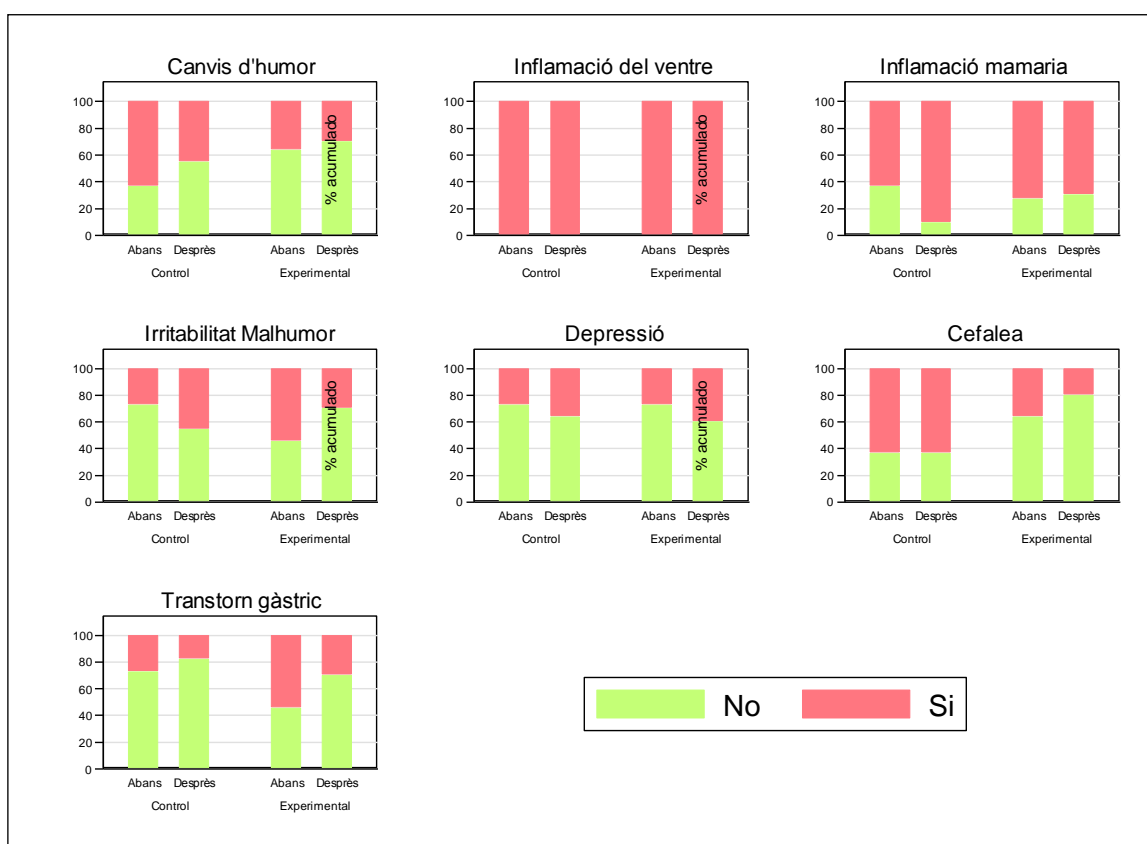 Canvis d'humor
100
80
60
40
20
0
% acumulado
Abans Desprès Abans Desprès
Control Experimental
Inflamació del ventre
100
80
60
40
20
0
% acumulado
Abans Desprès Abans Desprès
Control Experimental
Inflamació mamaria
100
80
60
40
20
0
Abans Desprès Abans Desprès
Control Experimental
Irritabilitat Malhumor
100
80
60
40
20
0
% acumulado
Abans Desprès Abans Desprès
Control Experimental
Depressió
100
80
60
40
20
0
% acumulado
Abans Desprès Abans Desprès
Control Experimental
Cefalea
100
80
60
40
20
0
Abans Desprès Abans Desprès
Control Experimental
Transtorn gàstric
100
80
60
40
20
0
Abans Desprès Abans Desprès
Control Experimental
No Si